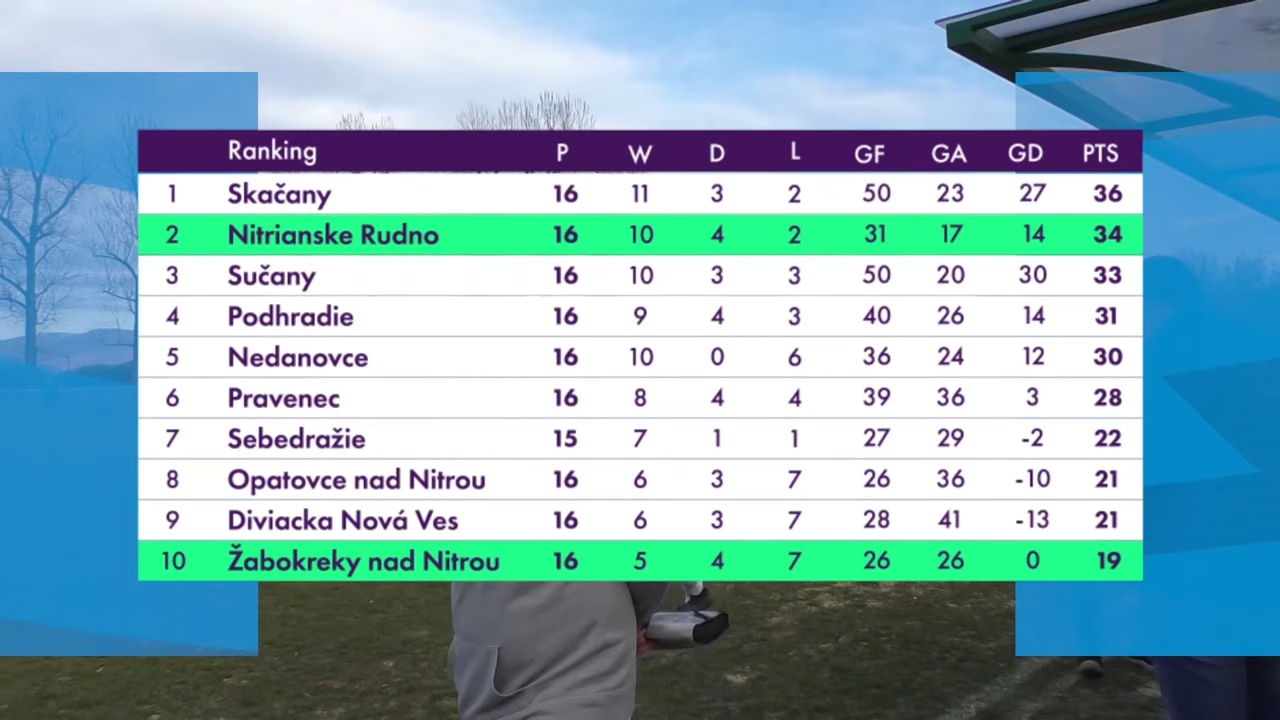 Ranking P W D L GF GA GD PTS
1 Skačany 16 11 3 2 50 23 27 36
2 Nitrianske Rudno 16 10 4 2 31 17 14 34
3 Sučany 16 10 3 3 50 20 30 33
4 Podhradie 16 9 4 3 40 26 14 31
5 Nedanovce 16 10 0 6 36 24 12 30
6 Pravenec 16 8 4 4 39 36 3 28
7 Sebedražie 15 7 1 1 27 29 -2 22
8 Opatovce nad Nitrou 16 6 3 7 26 36 -10 21
9 Diviacka Nová Ves 16 6 3 7 28 41 -13 21
10 Žabokreky nad Nitrou 16 5 4 7 26 26 0 19